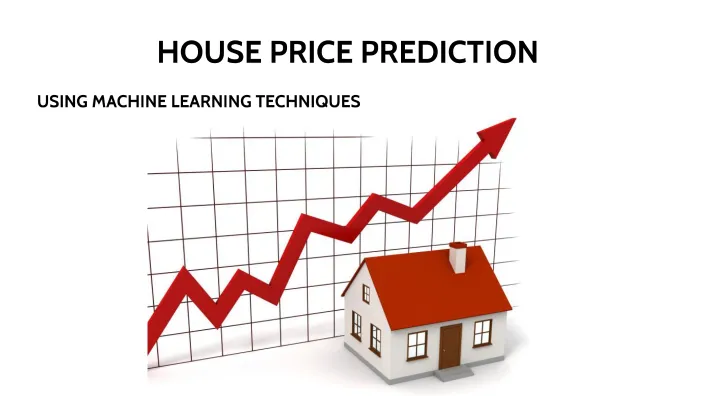 HOUSE PRICE PREDICTION
USING MACHINE LEARNING TECHNIQUES